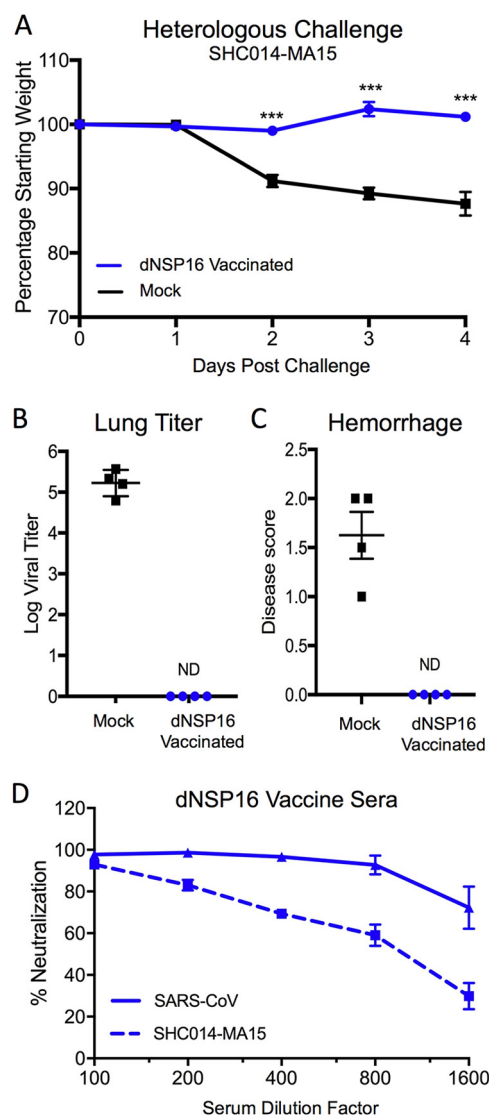 A
Heterologous Challenge
SHC014-MA15
Percentage Starting Weight
110
100
90
80
70
***
***
***
dNSP16 Vaccinated
Mock
0 1 2 3 4
Days Post Challenge
B
Lung Titer
Log Viral Titer
6
5
4
3
2
1
0
ND
Mock
dNSP16
Vaccinated
C
Hemorrhage
Disease score
2.5
2.0
1.5
1.0
0.5
0.0
ND
Mock
dNSP16
Vaccinated
D
dNSP16 Vaccine Sera
% Neutralization
120
100
80
60
40
20
0
SARS-CoV
SHC014-MA15
100 200 400 800 1600
Serum Dilution Factor